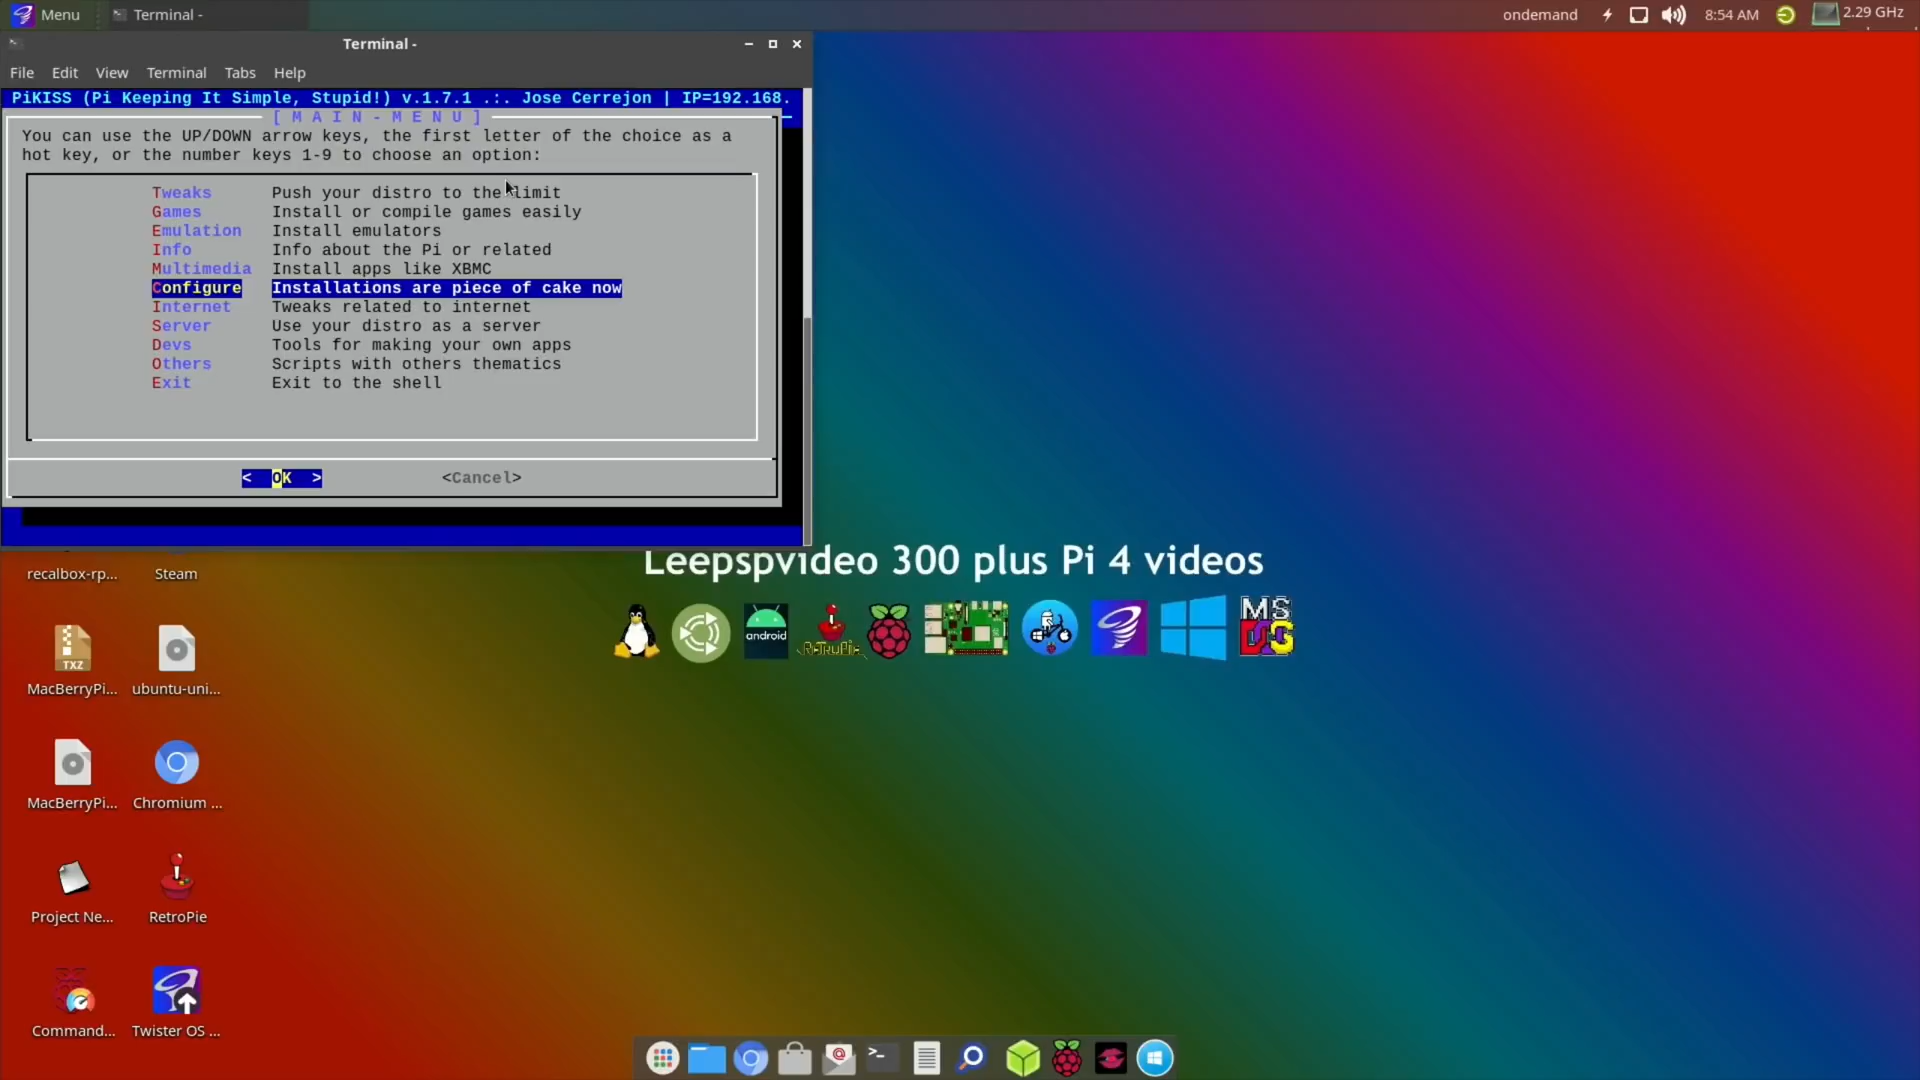 Menu
Terminal -
ondemand
8:54 AM
2.29 GHz
Terminal -
File Edit View Terminal Tabs Help
PiKISS (Pi Keeping It Simple, Stupid!) v.1.7.1 .:. Jose Cerrejon | IP=192.168.
[ M A I N - M E N U ]
You can use the UP/DOWN arrow keys, the first letter of the choice as a
hot key, or the number keys 1-9 to choose an option:
Tweaks Push your distro to the limit
Games Install or compile games easily
Emulation Install emulators
Info Info about the Pi or related
Multimedia Install apps like XBMC
Configure Installations are piece of cake now
Internet Tweaks related to internet
Server Use your distro as a server
Devs Tools for making your own apps
Others Scripts with others thematics
Exit Exit to the shell
< OK > <Cancel>
recalbox-rp... Steam
Leepspvideo 300 plus Pi 4 videos
android
RETROPiE
MS
DOS
TXZ
MacBerryPi... ubuntu-uni...
MacBerryPi... Chromium ...
Project Ne... RetroPie
Command... Twister OS ...